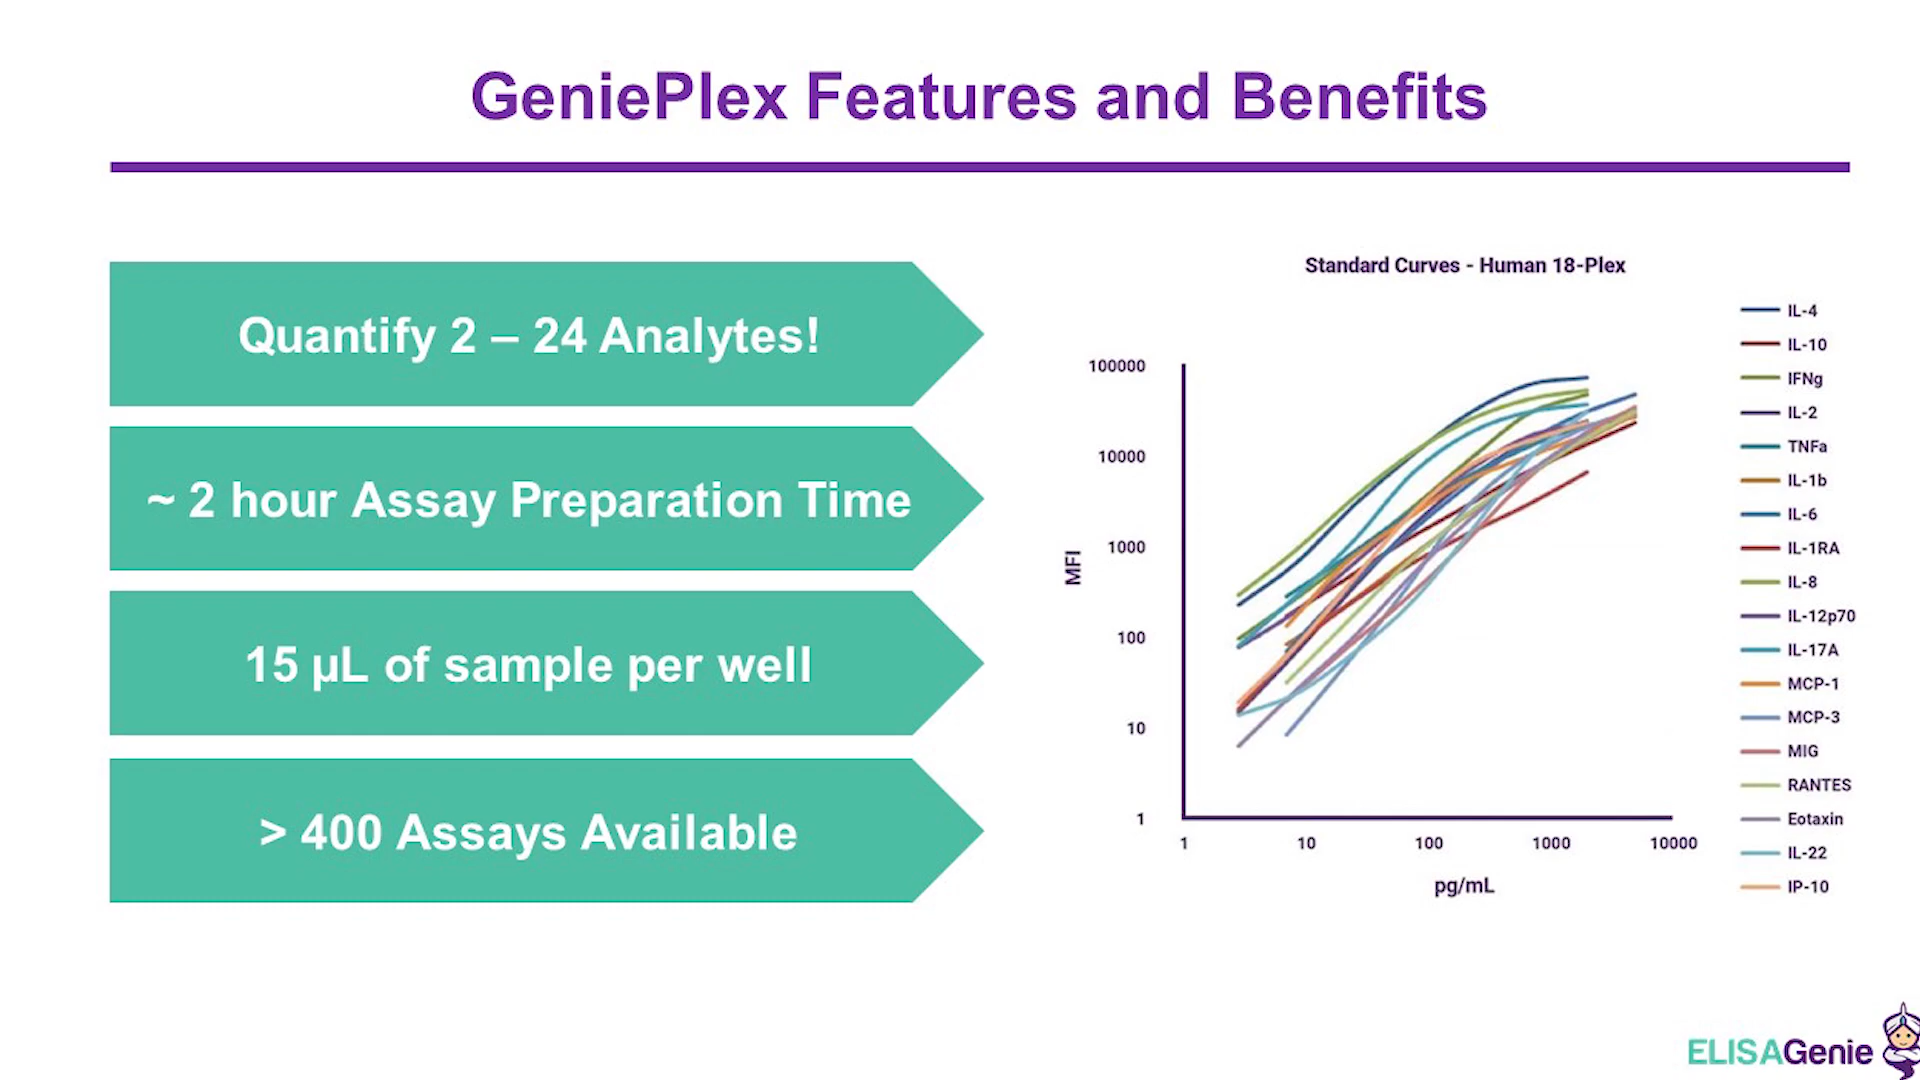 GeniePlex Features and Benefits
Quantify 2 – 24 Analytes!
~ 2 hour Assay Preparation Time
15 µL of sample per well
> 400 Assays Available
Standard Curves - Human 18-Plex
100000
10000
1000
100
10
1
MFI
1 10 100 1000 10000
pg/mL
IL-4
IL-10
IFNg
IL-2
TNFa
IL-1b
IL-6
IL-1RA
IL-8
IL-12p70
IL-17A
MCP-1
MCP-3
MIG
RANTES
Eotaxin
IL-22
IP-10
ELISAGenie